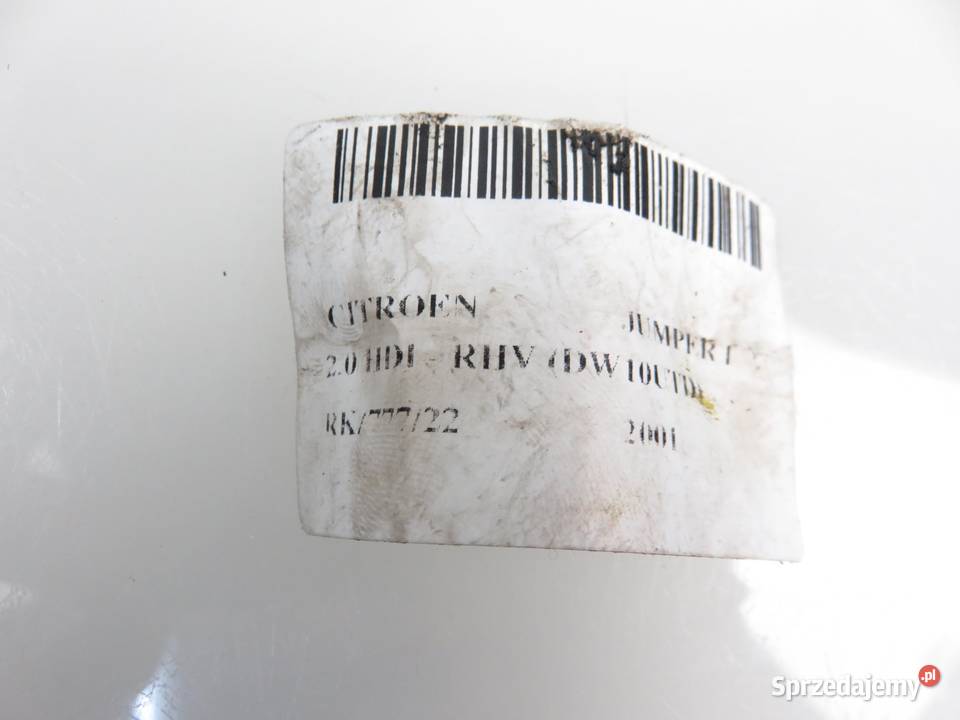 CITROEN JUMPER I
2.0 HDI - RHV (DW10UTD)
RK/777/22 2001
Sprzedajemy.pl